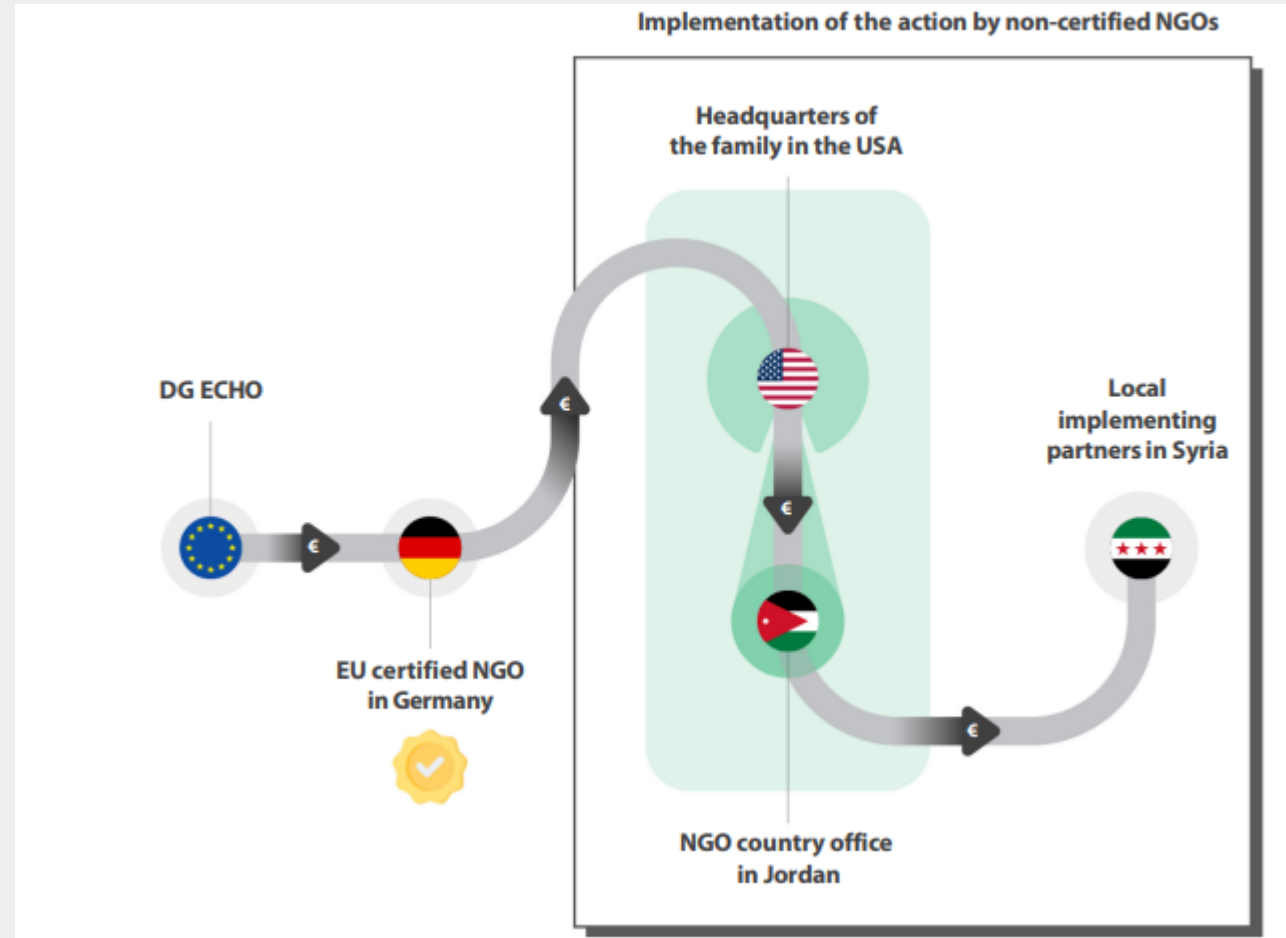 Implementation of the action by non-certified NGOs
Headquarters of
the family in the USA
DG ECHO
€
EU certified NGO
in Germany
€
€
NGO country office
in Jordan
€
Local
implementing
partners in Syria